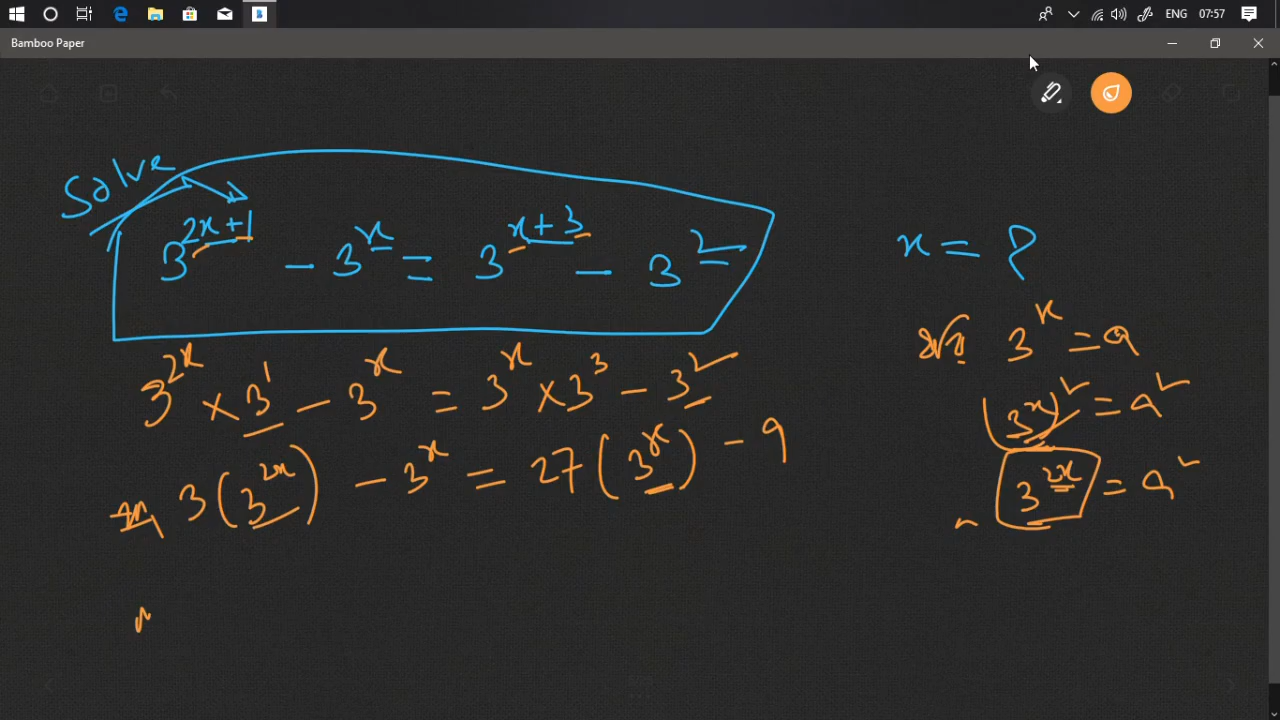 ENG 07:57
Bamboo Paper
Solve
3^{2x+1} - 3^x = 3^{x+3} - 3^2
x = ?
3^x = a
3^{2x} × 3^1 - 3^x = 3^x × 3^3 - 3^2
(3^x)^2 = a^2
3(3^{2x}) - 3^x = 27(3^x) - 9
3^{2x} = a^2